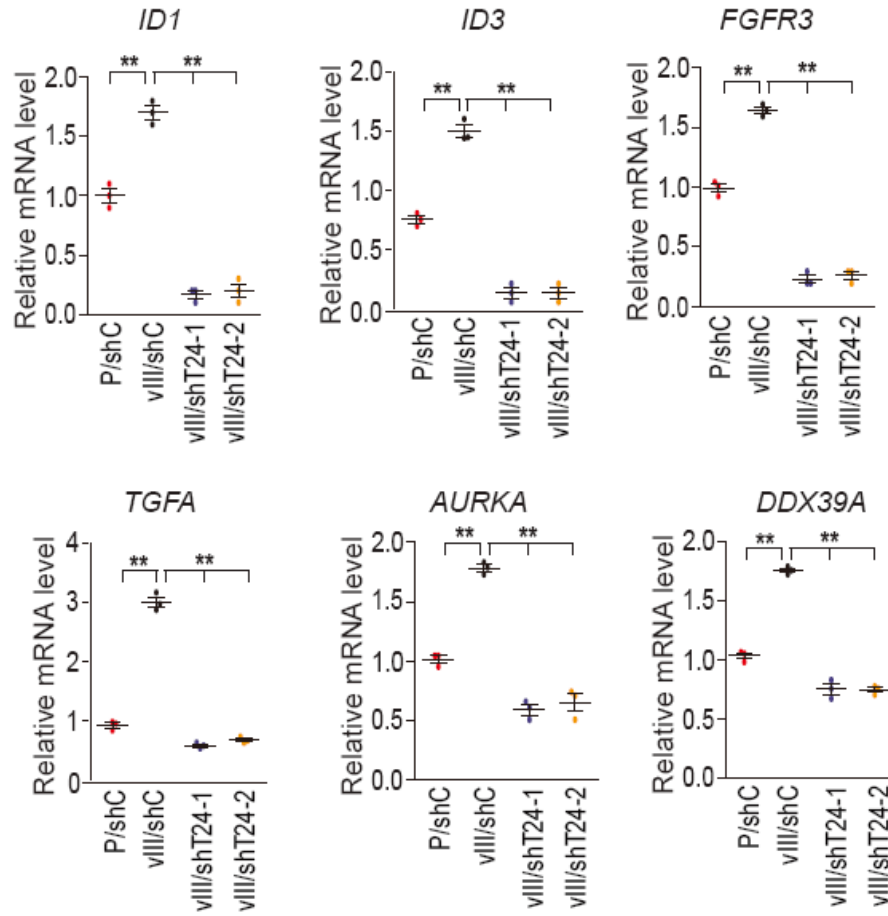 ID1
ID3
FGFR3
Relative mRNA level
2.0
1.5
1.0
0.5
0.0
** **
P/shC
vIII/shC
vIII/shT24-1
vIII/shT24-2
Relative mRNA level
2.0
1.5
1.0
0.5
0.0
** **
P/shC
vIII/shC
vIII/shT24-1
vIII/shT24-2
Relative mRNA level
2.0
1.5
1.0
0.5
0.0
** **
P/shC
vIII/shC
vIII/shT24-1
vIII/shT24-2
TGFA
AURKA
DDX39A
Relative mRNA level
4
3
2
1
0
** **
P/shC
vIII/shC
vIII/shT24-1
vIII/shT24-2
Relative mRNA level
2.0
1.5
1.0
0.5
0.0
** **
P/shC
vIII/shC
vIII/shT24-1
vIII/shT24-2
Relative mRNA level
2.0
1.5
1.0
0.5
0.0
** **
P/shC
vIII/shC
vIII/shT24-1
vIII/shT24-2